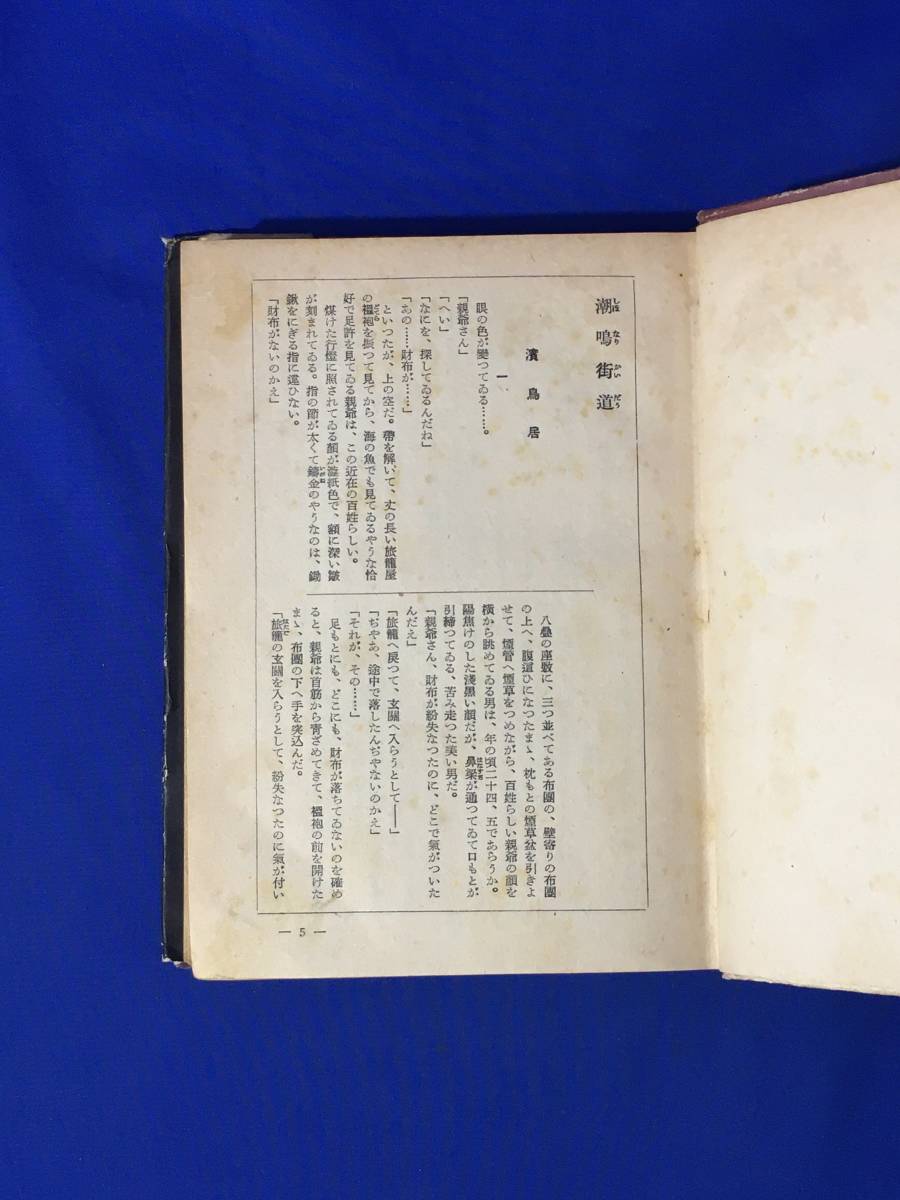 潮鳴街道
しほなりかいだう
濱鳥居
一
眼の色が變つてゐる……。
「親爺さん」
「へい」
「なにを、探してゐるんだね」
「あの……財布が……」
といつたが、上の空だ。帶を解いて、丈の長い旅籠屋
の褞袍を振つて見てから、海の魚でも見てゐるやうな恰
好で足許を見てゐる親爺は、この近在の百姓らしい。
煤けた行燈に照されてゐる顏が澁紙色で、額に深い皺
が刻まれてゐる。指の節が太くて鑄金のやうなのは、鋤
鍬をにぎる指に違ひない。
「財布がないのかえ」
八疊の座敷に、三つ並べてある布團の、壁寄りの布團
の上へ、腹這ひになつたまゝ、枕もとの煙草盆を引きよ
せて、煙管へ煙草をつめながら、百姓らしい親爺の顏を
横から眺めてゐる男は、年の頃二十四、五であらうか。
陽焦けのした淺黑い顏だが、鼻梁が通つてゐて口もとが
引締つてゐる、苦み走つた美い男だ。
「親爺さん、財布が紛失なつたのに、どこで氣がついた
んだえ」
「旅籠へ戻つて、玄關へ入らうとして――」
「ぢやあ、途中で落したんぢやないのかえ」
「それが、その……」
足もとにも、どこにも、財布が落ちてゐないのを確め
ると、親爺は首筋から靑ざめてきて、褞袍の前を開けた
まゝ、布團の下へ手を突込んだ。
「旅籠の玄關を入らうとして、紛失なつたのに氣が付い
— 5 —